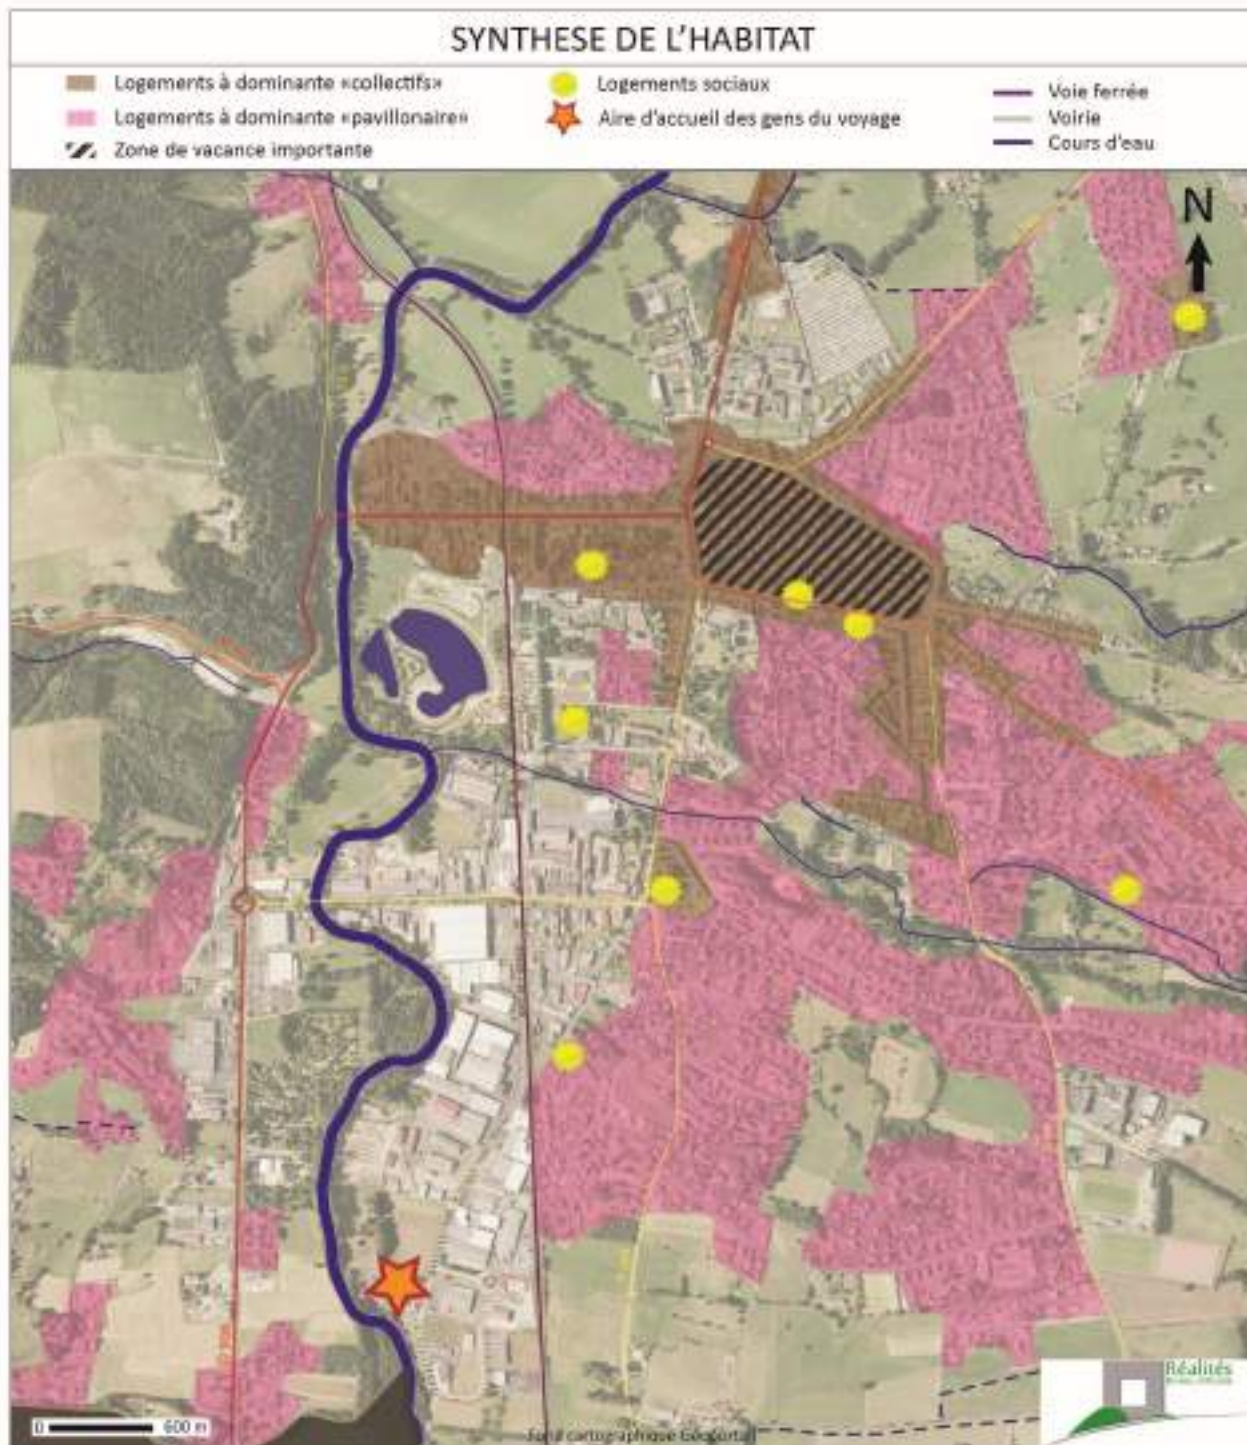 SYNTHESE DE L'HABITAT
Logements à dominante «collectifs»
Logements à dominante «pavillonaire»
Zone de vacance importante
Logements sociaux
Aire d'accueil des gens du voyage
Voie ferrée
Voirie
Cours d'eau
N
Réalités
0 600 m
Fond cartographique Géoportail